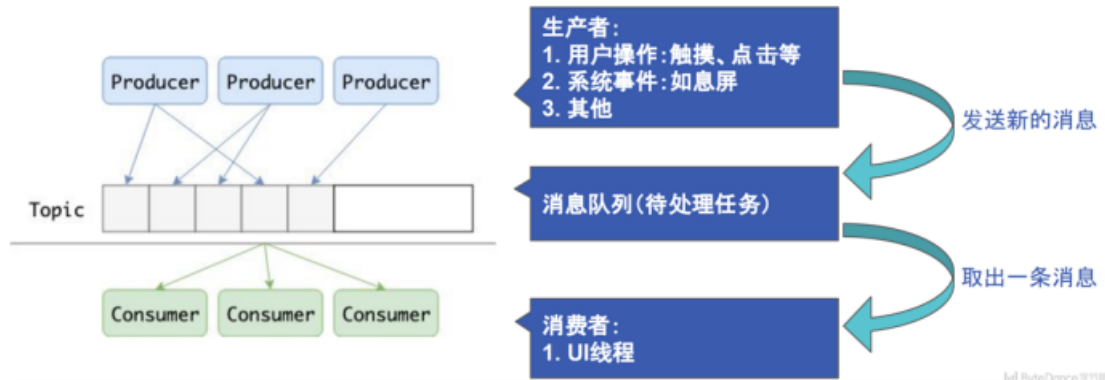 Producer
Producer
Producer
Topic
Consumer
Consumer
Consumer
生产者：
1. 用户操作：触摸、点击等
2. 系统事件：如息屏
3. 其他
发送新的消息
消息队列（待处理任务）
取出一条消息
消费者：
1. UI线程
ByteDance